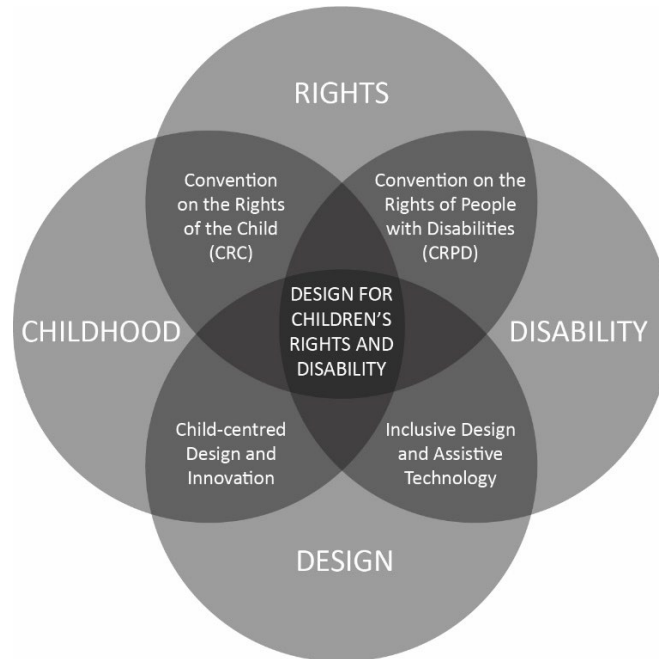 RIGHTS
Convention
on the Rights
of the Child
(CRC)
Convention on the
Rights of People
with Disabilities
(CRPD)
CHILDHOOD
DESIGN FOR
CHILDREN'S
RIGHTS AND
DISABILITY
DISABILITY
Child-centred
Design and
Innovation
Inclusive Design
and Assistive
Technology
DESIGN